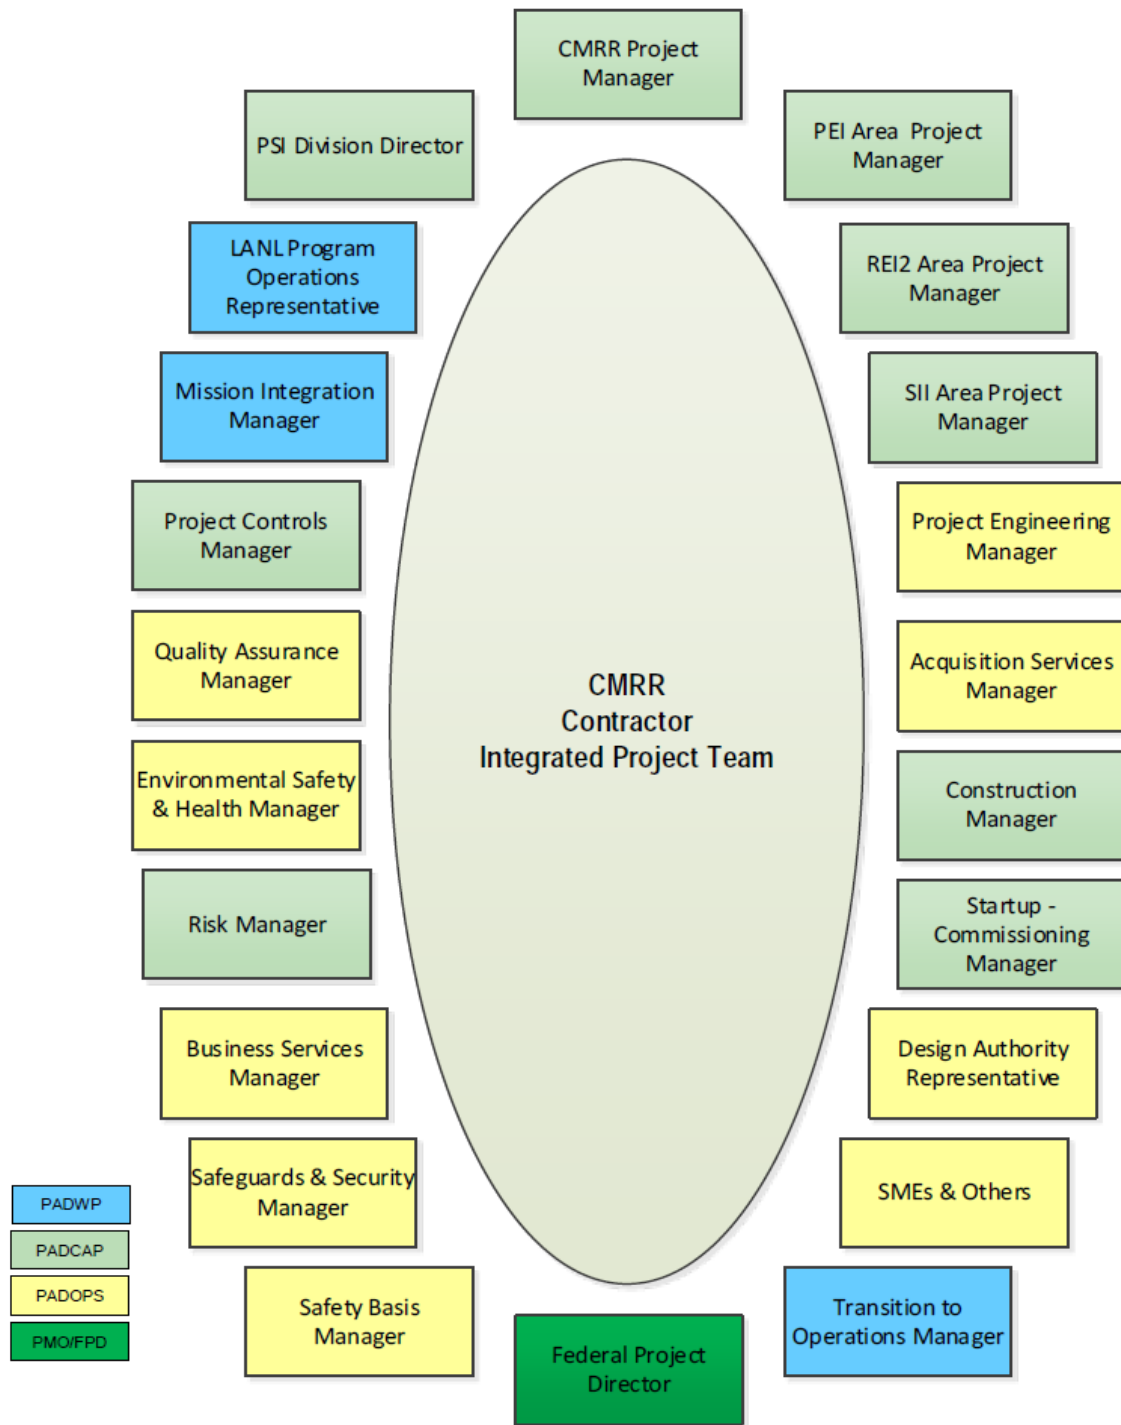 CMRR Project
Manager
PSI Division Director
PEI Area Project
Manager
LANL Program
Operations
Representative
REI2 Area Project
Manager
Mission Integration
Manager
SII Area Project
Manager
Project Controls
Manager
Project Engineering
Manager
Quality Assurance
Manager
Acquisition Services
Manager
CMRR
Contractor
Integrated Project Team
Environmental Safety
& Health Manager
Construction
Manager
Risk Manager
Startup -
Commissioning
Manager
Business Services
Manager
Design Authority
Representative
Safeguards & Security
Manager
SMEs & Others
Safety Basis
Manager
Transition to
Operations Manager
Federal Project
Director
PADWP
PADCAP
PADOPS
PMO/FPD